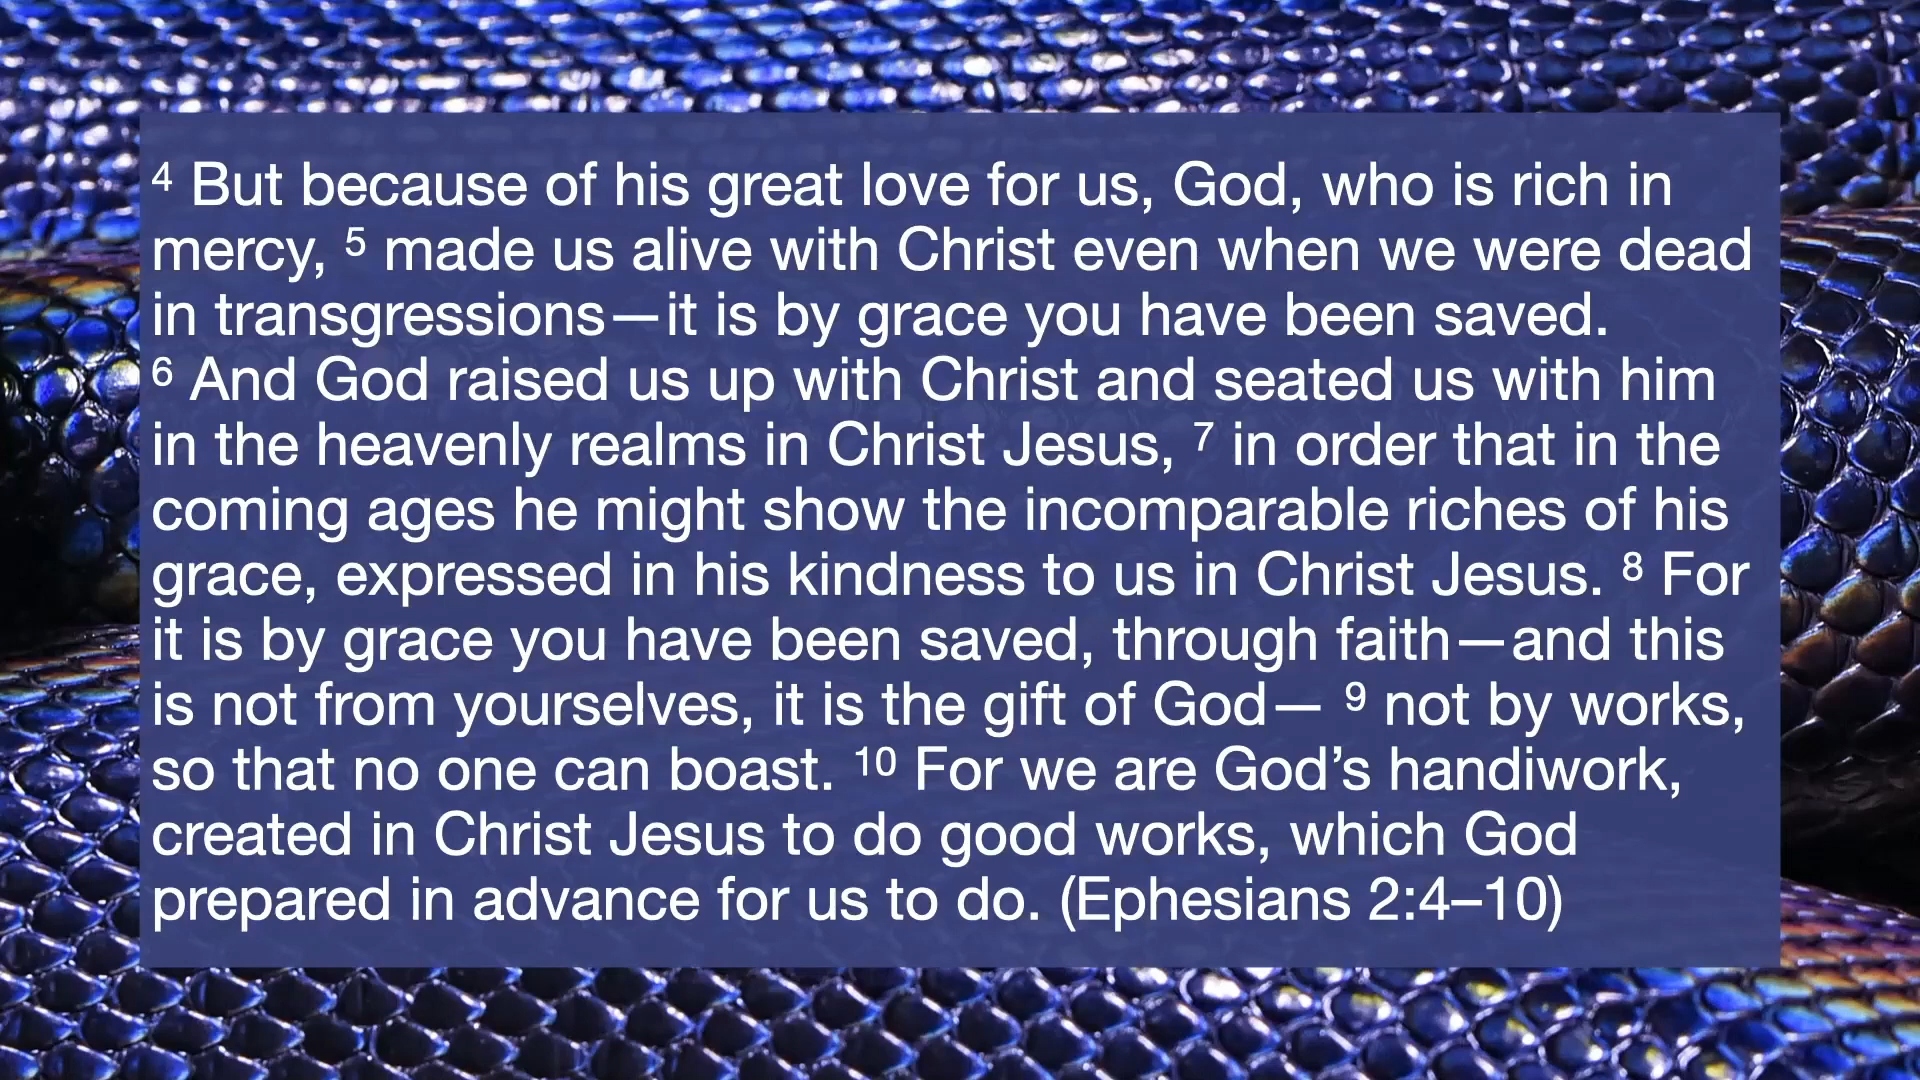 4 But because of his great love for us, God, who is rich in
mercy, 5 made us alive with Christ even when we were dead
in transgressions—it is by grace you have been saved.
6 And God raised us up with Christ and seated us with him
in the heavenly realms in Christ Jesus, 7 in order that in the
coming ages he might show the incomparable riches of his
grace, expressed in his kindness to us in Christ Jesus. 8 For
it is by grace you have been saved, through faith—and this
is not from yourselves, it is the gift of God— 9 not by works,
so that no one can boast. 10 For we are God’s handiwork,
created in Christ Jesus to do good works, which God
prepared in advance for us to do. (Ephesians 2:4–10)